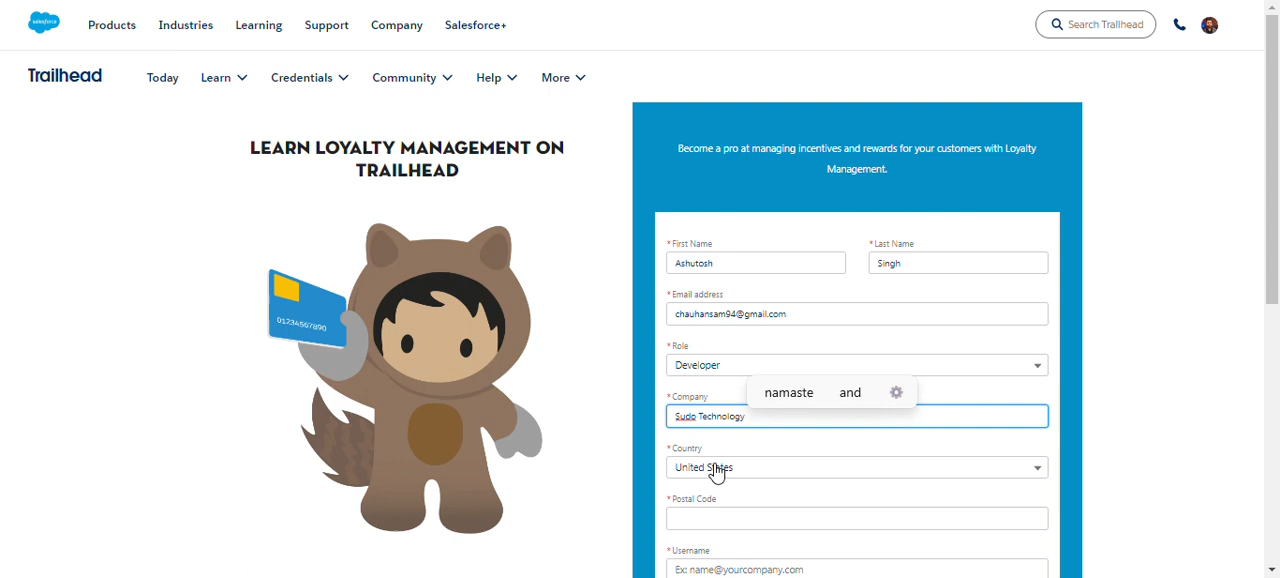 salesforce
Products Industries Learning Support Company Salesforce+
Search Trailhead
Trailhead
Today Learn Credentials Community Help More
LEARN LOYALTY MANAGEMENT ON
TRAILHEAD
01234567890
Become a pro at managing incentives and rewards for your customers with Loyalty
Management.
* First Name
Ashutosh
* Last Name
Singh
* Email address
chauhansam94@gmail.com
* Role
Developer
namaste and
* Company
Sudo Technology
* Country
United States
* Postal Code
* Username
Ex: name@yourcompany.com